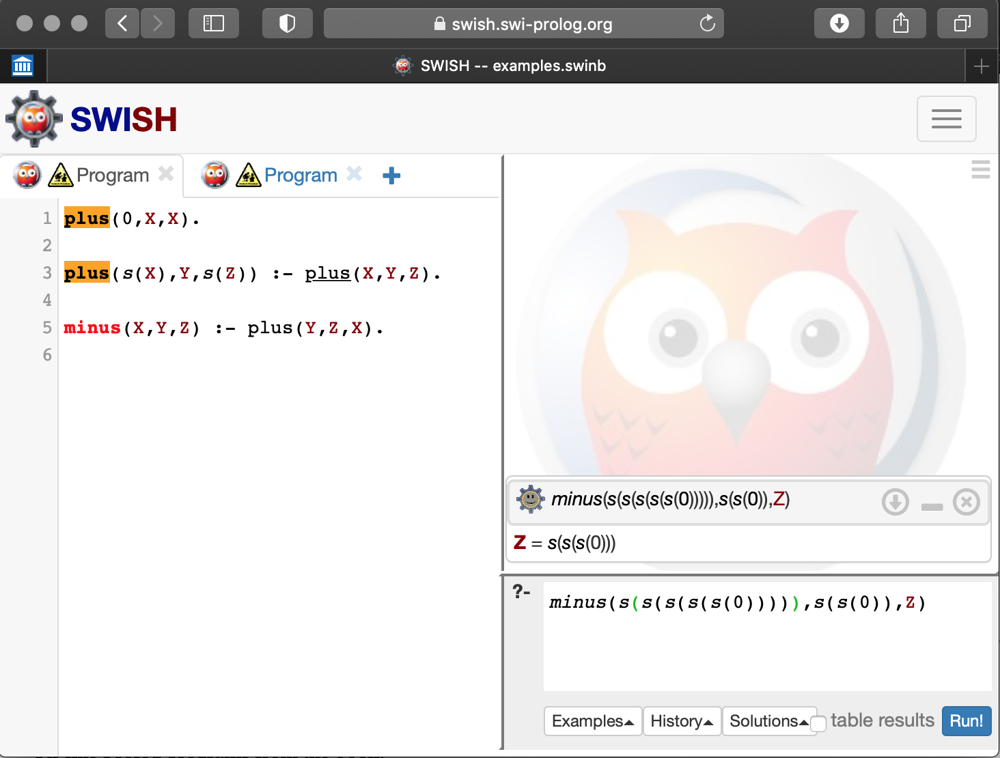 swish.swi-prolog.org
SWISH -- examples.swinb
SWISH
Program
Program
1 plus(0,X,X).
2
3 plus(s(X),Y,s(Z)) :- plus(X,Y,Z).
4
5 minus(X,Y,Z) :- plus(Y,Z,X).
6
minus(s(s(s(s(s(0))))),s(s(0)),Z)
Z = s(s(s(0)))
?- minus(s(s(s(s(s(0))))),s(s(0)),Z)
Examples History Solutions table results Run!